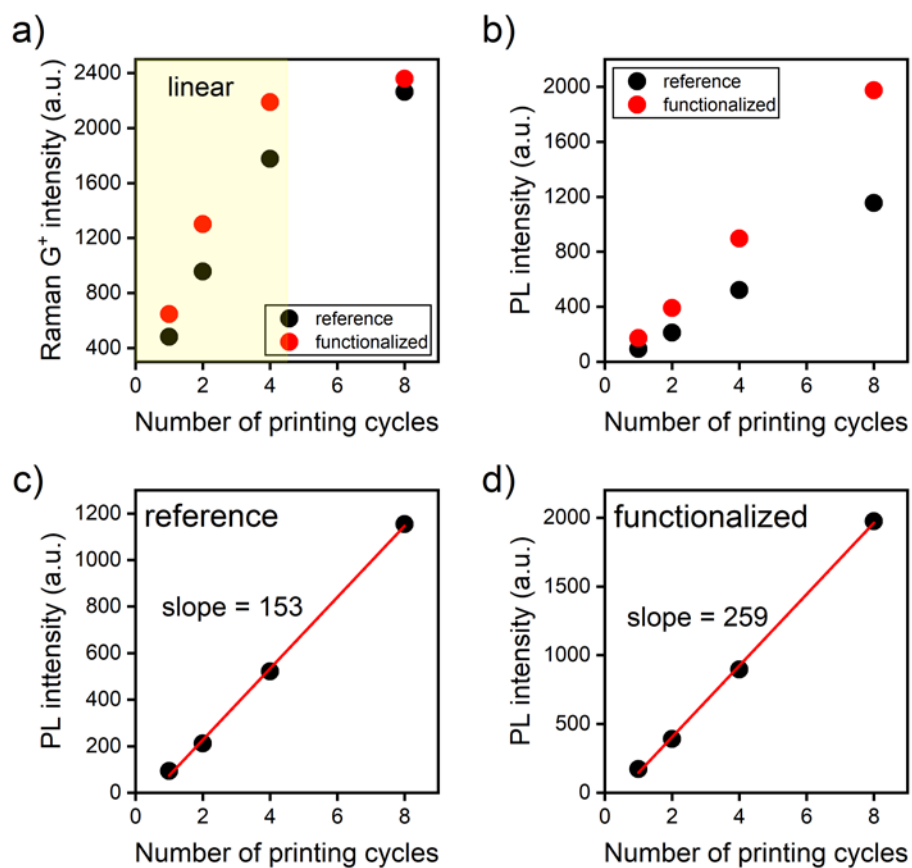 a)
Raman G⁺ intensity (a.u.)
2400
2000
1600
1200
800
400
linear
reference
functionalized
0 2 4 6 8
Number of printing cycles
b)
PL intensity (a.u.)
2000
1600
1200
800
400
0
reference
functionalized
0 2 4 6 8
Number of printing cycles
c)
PL inttensity (a.u.)
1200
1000
800
600
400
200
0
reference
slope = 153
0 2 4 6 8
Number of printing cycles
d)
PL intensity (a.u.)
2000
1500
1000
500
0
functionalized
slope = 259
0 2 4 6 8
Number of printing cycles